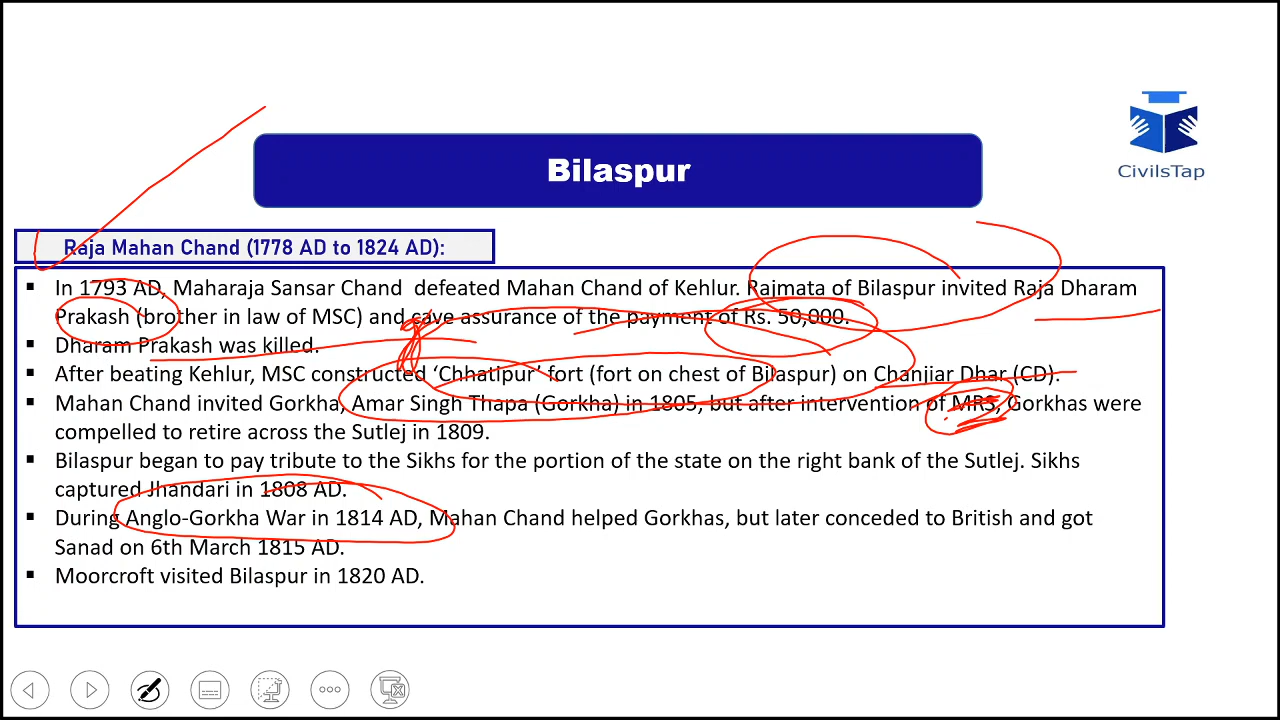 CivilsTap
Bilaspur
Raja Mahan Chand (1778 AD to 1824 AD):
▪ In 1793 AD, Maharaja Sansar Chand defeated Mahan Chand of Kehlur. Rajmata of Bilaspur invited Raja Dharam
Prakash (brother in law of MSC) and cave assurance of the payment of Rs. 50,000.
▪ Dharam Prakash was killed.
▪ After beating Kehlur, MSC constructed ‘Chhatipur’ fort (fort on chest of Bilaspur) on Chanjiar Dhar (CD).
▪ Mahan Chand invited Gorkha, Amar Singh Thapa (Gorkha) in 1805, but after intervention of MRS, Gorkhas were
compelled to retire across the Sutlej in 1809.
▪ Bilaspur began to pay tribute to the Sikhs for the portion of the state on the right bank of the Sutlej. Sikhs
captured Jhandari in 1808 AD.
▪ During Anglo-Gorkha War in 1814 AD, Mahan Chand helped Gorkhas, but later conceded to British and got
Sanad on 6th March 1815 AD.
▪ Moorcroft visited Bilaspur in 1820 AD.